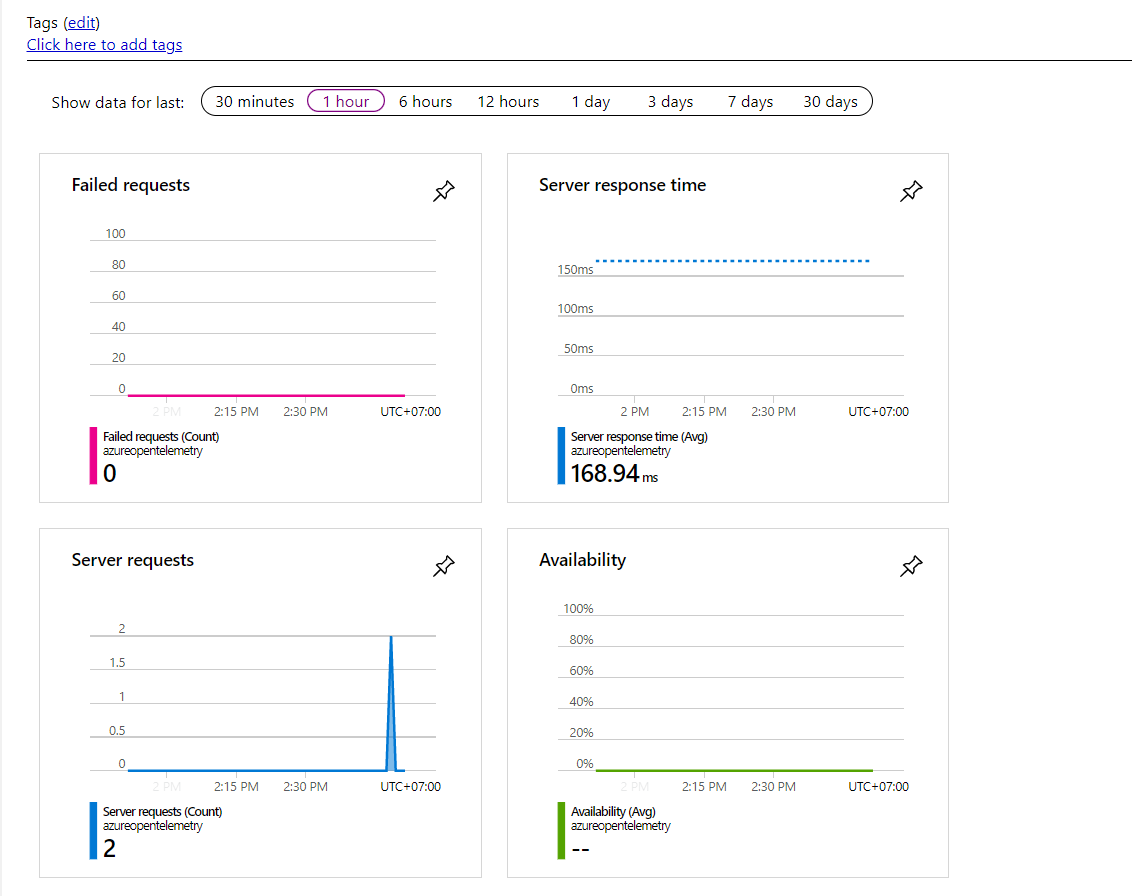 Tags (edit)
Click here to add tags
Show data for last: 30 minutes 1 hour 6 hours 12 hours 1 day 3 days 7 days 30 days
Failed requests
100
80
60
40
20
0
2 PM 2:15 PM 2:30 PM UTC+07:00
Failed requests (Count)
azureopentelemetry
0
Server response time
150ms
100ms
50ms
0ms
2 PM 2:15 PM 2:30 PM UTC+07:00
Server response time (Avg)
azureopentelemetry
168.94 ms
Server requests
2
1.5
1
0.5
0
2 PM 2:15 PM 2:30 PM UTC+07:00
Server requests (Count)
azureopentelemetry
2
Availability
100%
80%
60%
40%
20%
0%
2 PM 2:15 PM 2:30 PM UTC+07:00
Availability (Avg)
azureopentelemetry
--